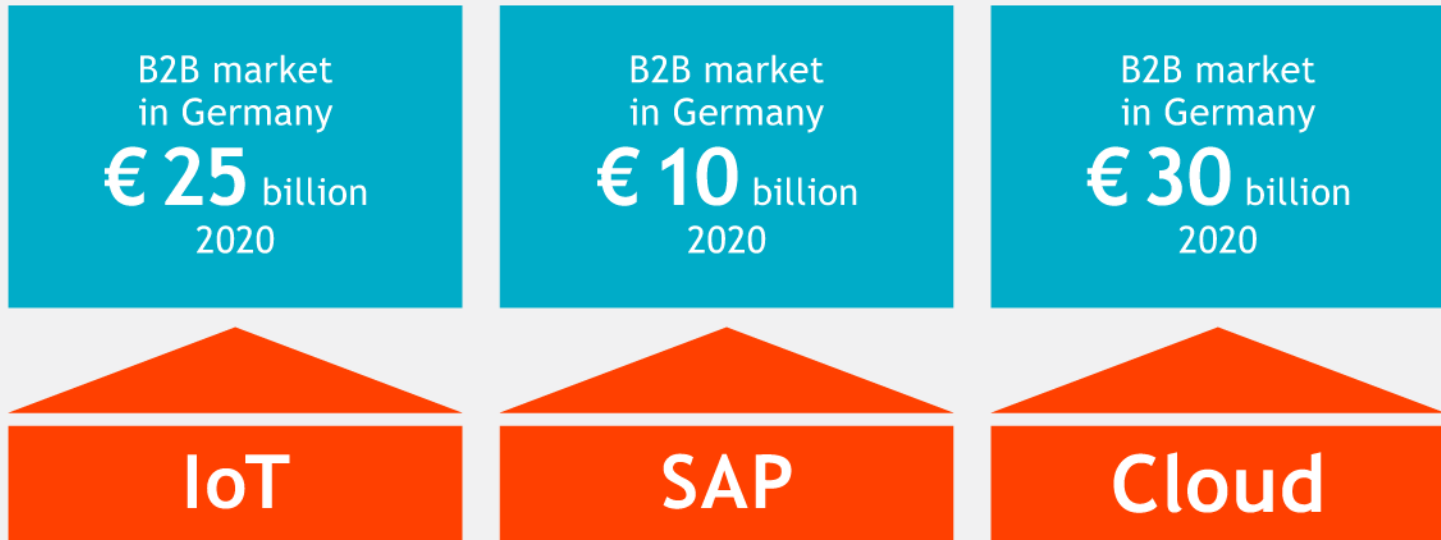 B2B market
in Germany
€ 25 billion
2020
B2B market
in Germany
€ 10 billion
2020
B2B market
in Germany
€ 30 billion
2020
IoT
SAP
Cloud